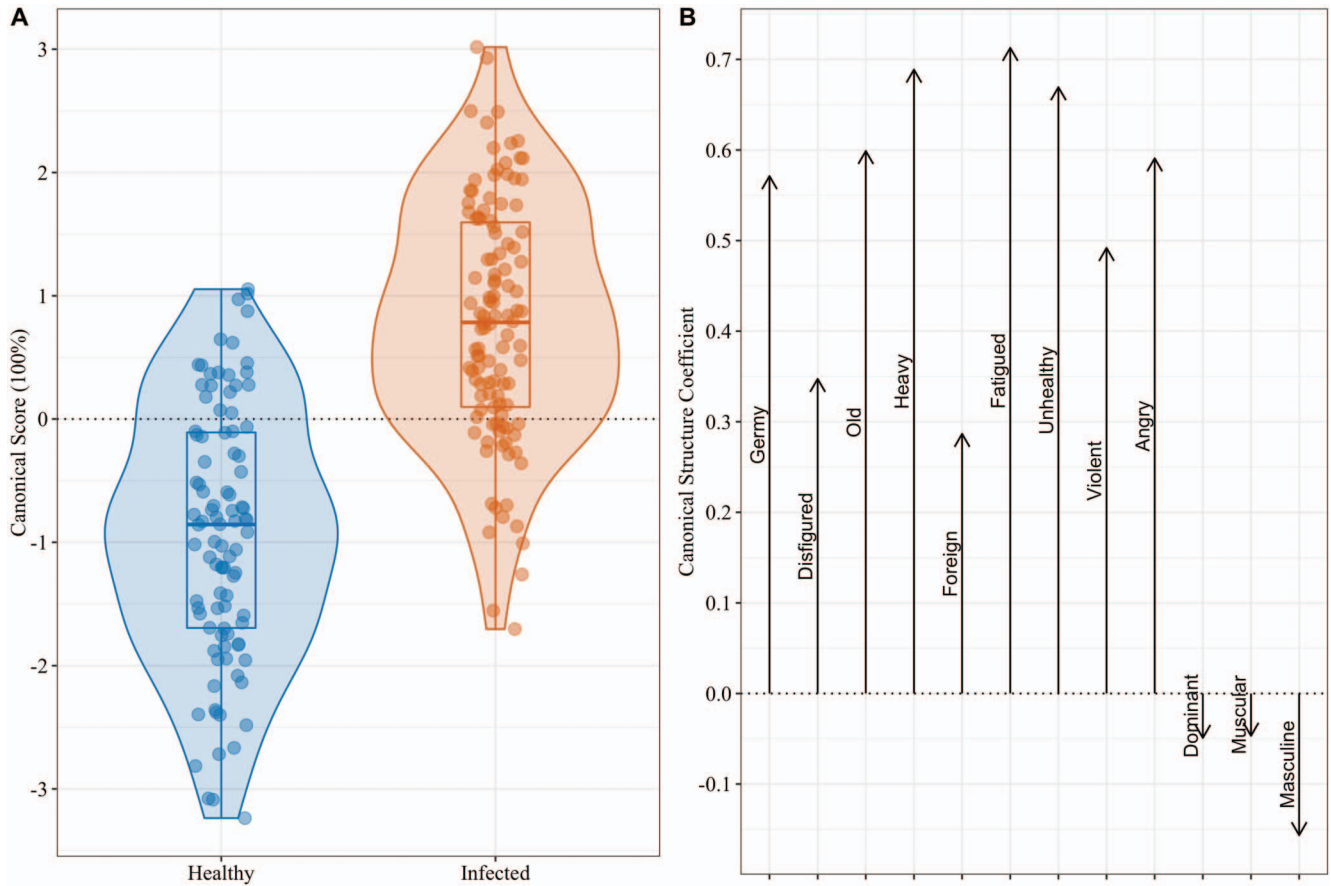 A
Canonical Score (100%)
3
2
1
0
-1
-2
-3
Healthy
Infected
B
Canonical Structure Coefficient
0.7
0.6
0.5
0.4
0.3
0.2
0.1
0.0
-0.1
Germy
Disfigured
Old
Heavy
Foreign
Fatigued
Unhealthy
Violent
Angry
Dominant
Muscular
Masculine